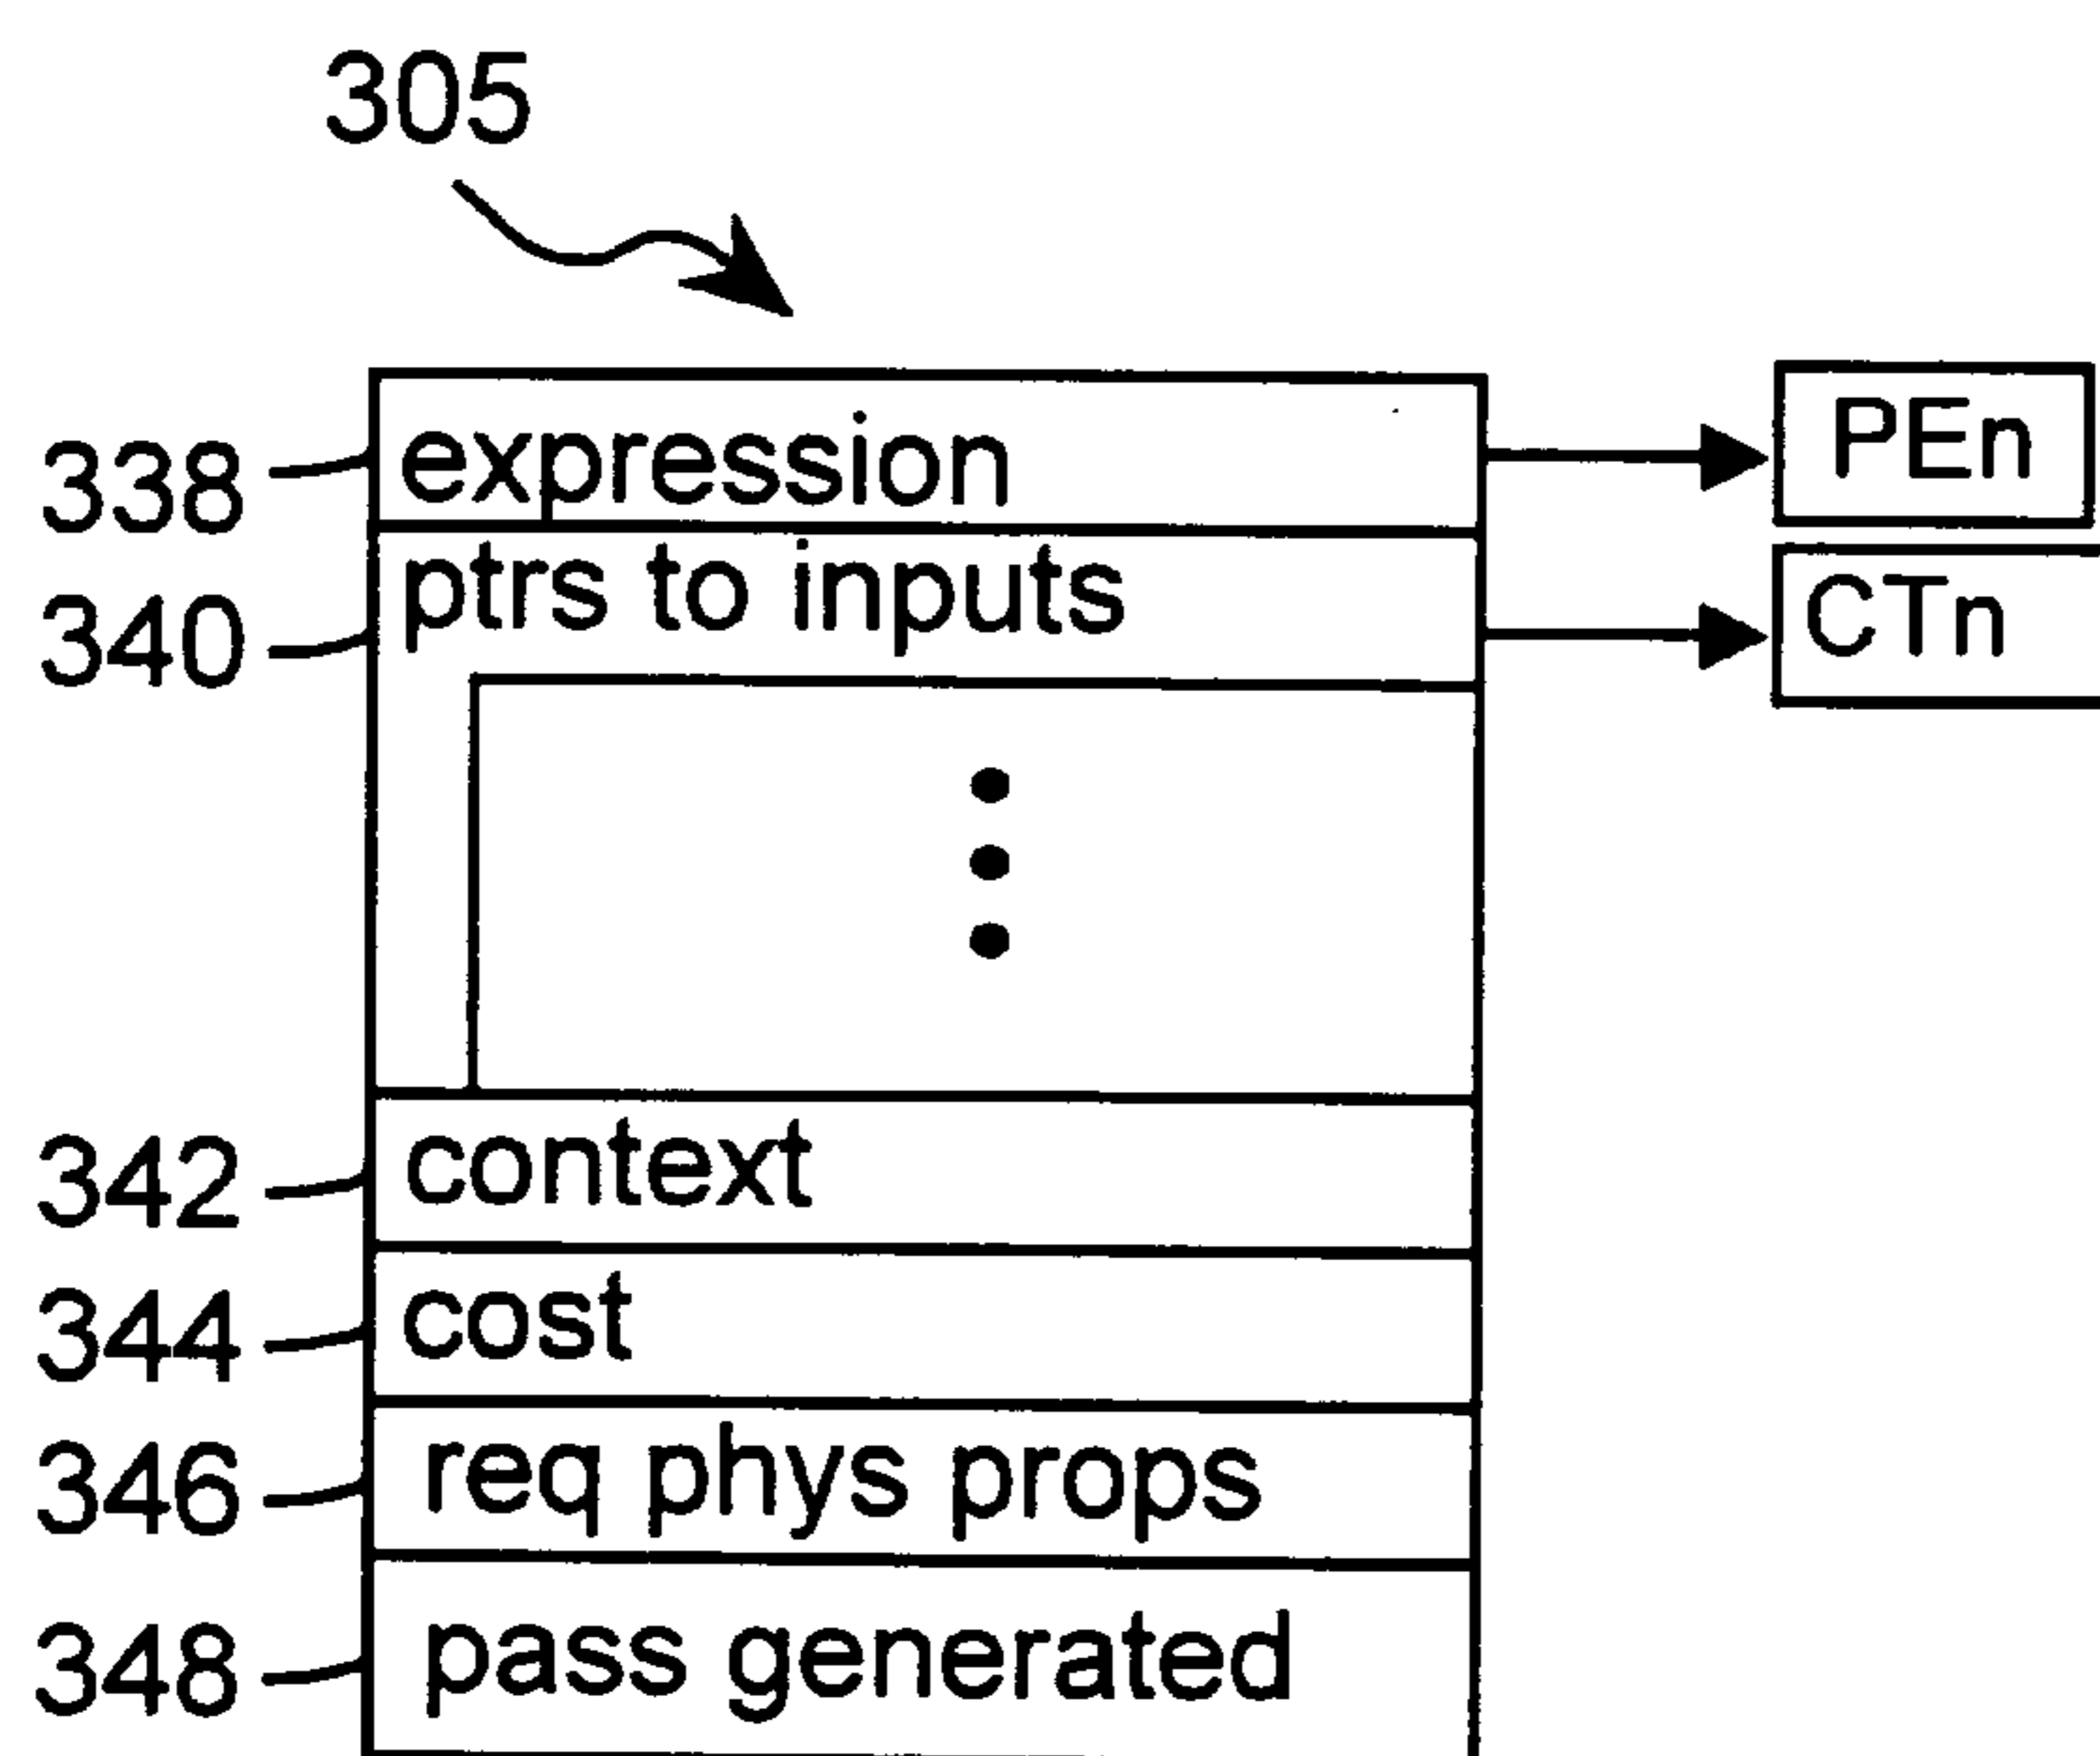 305
338 expression PEn
340 ptrs to inputs CTn
342 context
344 cost
346 req phys props
348 pass generated